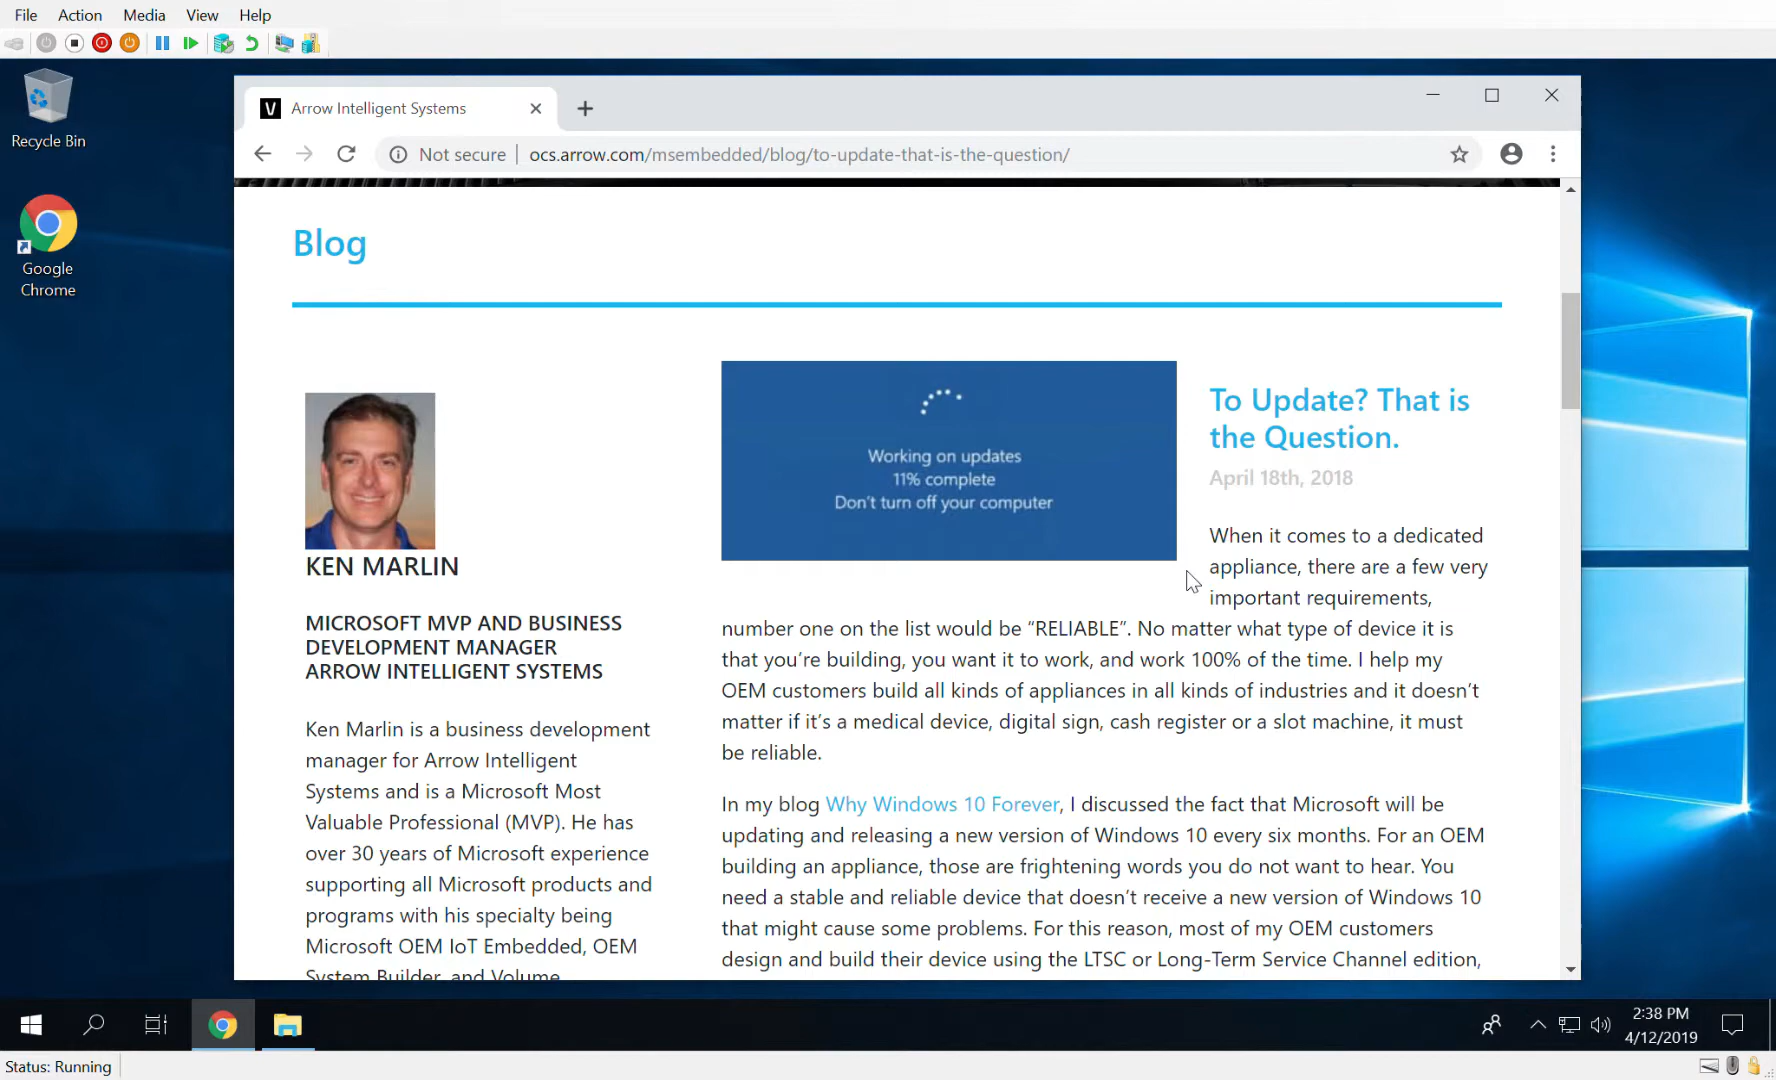 File Action Media View Help
Recycle Bin
Google
Chrome
V Arrow Intelligent Systems
Not secure ocs.arrow.com/msembedded/blog/to-update-that-is-the-question/
Blog
KEN MARLIN
MICROSOFT MVP AND BUSINESS
DEVELOPMENT MANAGER
ARROW INTELLIGENT SYSTEMS
Ken Marlin is a business development
manager for Arrow Intelligent
Systems and is a Microsoft Most
Valuable Professional (MVP). He has
over 30 years of Microsoft experience
supporting all Microsoft products and
programs with his specialty being
Microsoft OEM IoT Embedded, OEM
System Builder, and Volume
Working on updates
11% complete
Don't turn off your computer
To Update? That is
the Question.
April 18th, 2018
When it comes to a dedicated
appliance, there are a few very
important requirements,
number one on the list would be “RELIABLE”. No matter what type of device it is
that you’re building, you want it to work, and work 100% of the time. I help my
OEM customers build all kinds of appliances in all kinds of industries and it doesn’t
matter if it’s a medical device, digital sign, cash register or a slot machine, it must
be reliable.
In my blog Why Windows 10 Forever, I discussed the fact that Microsoft will be
updating and releasing a new version of Windows 10 every six months. For an OEM
building an appliance, those are frightening words you do not want to hear. You
need a stable and reliable device that doesn’t receive a new version of Windows 10
that might cause some problems. For this reason, most of my OEM customers
design and build their device using the LTSC or Long-Term Service Channel edition,
2:38 PM
4/12/2019
Status: Running